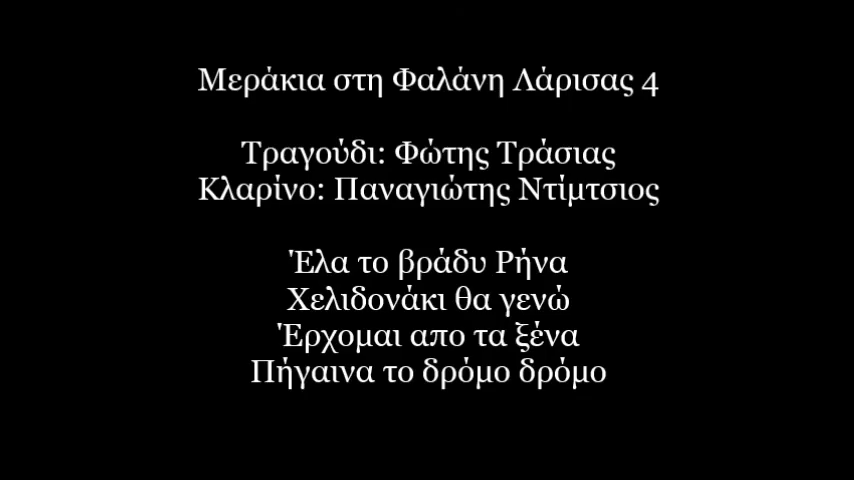 Μεράκια στη Φαλάνη Λάρισας 4
Τραγούδι: Φώτης Τράσιας
Κλαρίνο: Παναγιώτης Ντίμτσιος
Έλα το βράδυ Ρήνα
Χελιδονάκι θα γενώ
Έρχομαι απο τα ξένα
Πήγαινα το δρόμο δρόμο